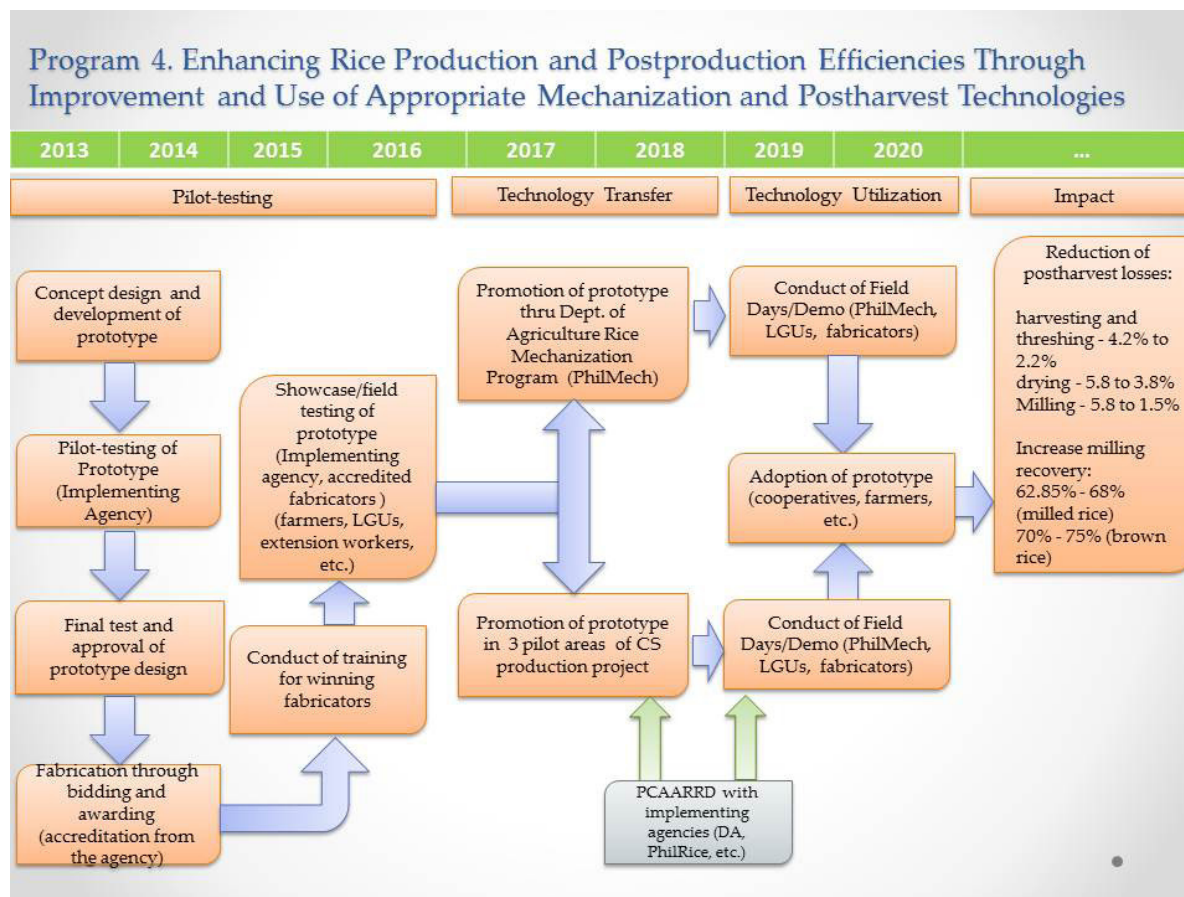 Program 4. Enhancing Rice Production and Postproduction Efficiencies Through
Improvement and Use of Appropriate Mechanization and Postharvest Technologies
2013 2014 2015 2016 2017 2018 2019 2020 ...
Pilot-testing
Technology Transfer
Technology Utilization
Impact
Concept design and
development of
prototype
Pilot-testing of
Prototype
(Implementing
Agency)
Final test and
approval of
prototype design
Fabrication through
bidding and
awarding
(accreditation from
the agency)
Conduct of training
for winning
fabricators
Showcase/field
testing of
prototype
(Implementing
agency, accredited
fabricators )
(farmers, LGUs,
extension workers,
etc.)
Promotion of prototype
thru Dept. of
Agriculture Rice
Mechanization
Program (PhilMech)
Promotion of prototype
in 3 pilot areas of CS
production project
Conduct of Field
Days/Demo (PhilMech,
LGUs, fabricators)
Adoption of prototype
(cooperatives, farmers,
etc.)
Conduct of Field
Days/Demo (PhilMech,
LGUs, fabricators)
PCAARRD with
implementing
agencies (DA,
PhilRice, etc.)
Reduction of
postharvest losses:
harvesting and
threshing - 4.2% to
2.2%
drying - 5.8 to 3.8%
Milling - 5.8 to 1.5%
Increase milling
recovery:
62.85% - 68%
(milled rice)
70% - 75% (brown
rice)